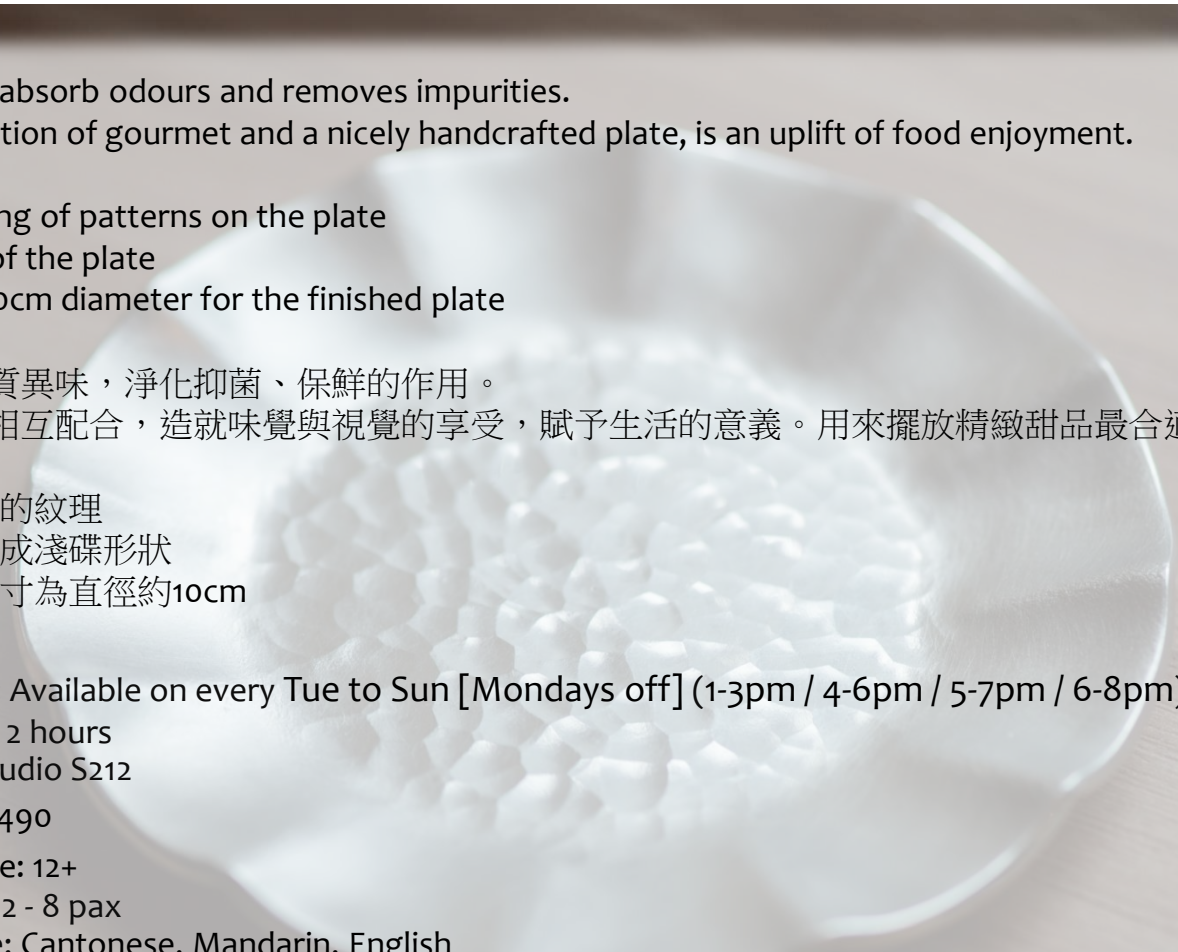 absorb odours and removes impurities.
tion of gourmet and a nicely handcrafted plate, is an uplift of food enjoyment.
ng of patterns on the plate
of the plate
0cm diameter for the finished plate
質異味，淨化抑菌、保鮮的作用。
相互配合，造就味覺與視覺的享受，賦予生活的意義。用來擺放精緻甜品最合適
的紋理
成淺碟形狀
寸為直徑約10cm
Available on every Tue to Sun [Mondays off] (1-3pm / 4-6pm / 5-7pm / 6-8pm)
2 hours
udio S212
490
e: 12+
2 - 8 pax
e: Cantonese, Mandarin, English